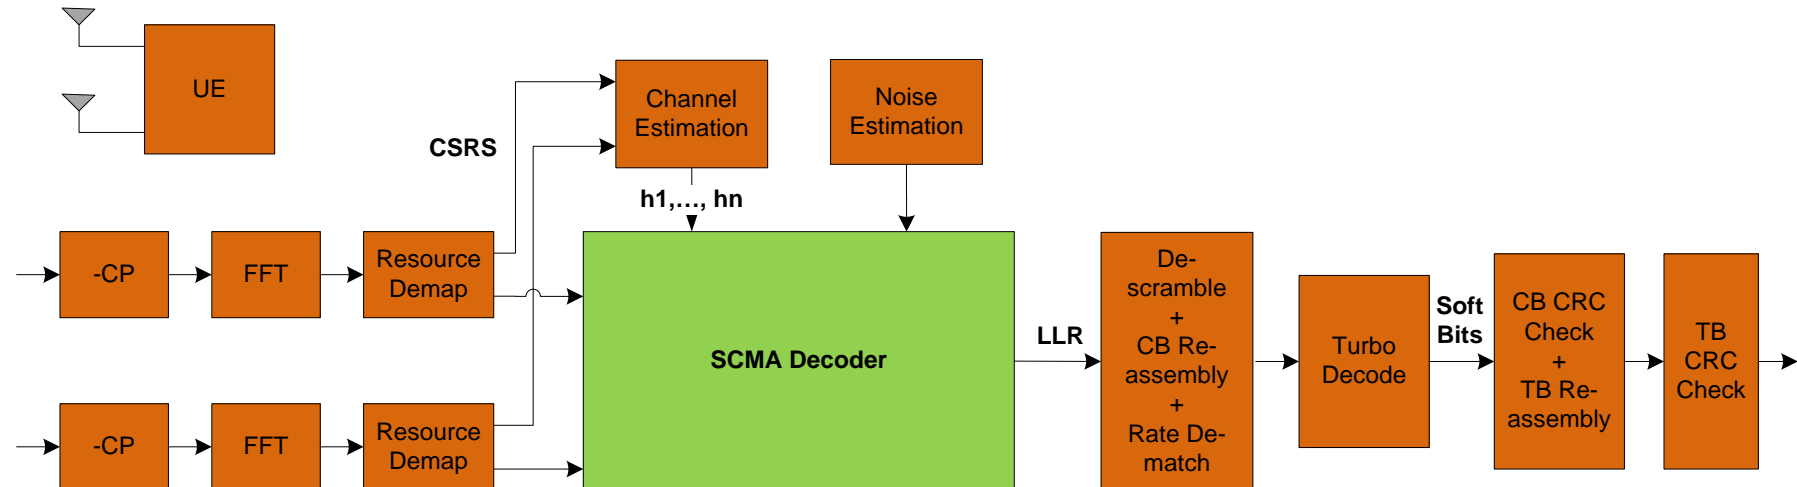 UE
Channel
Estimation
Noise
Estimation
CSRS
h1,…, hn
-CP
FFT
Resource
Demap
SCMA Decoder
LLR
De-
scramble
+
CB Re-
assembly
+
Rate De-
match
Turbo
Decode
Soft
Bits
CB CRC
Check
+
TB Re-
assembly
TB
CRC
Check
-CP
FFT
Resource
Demap